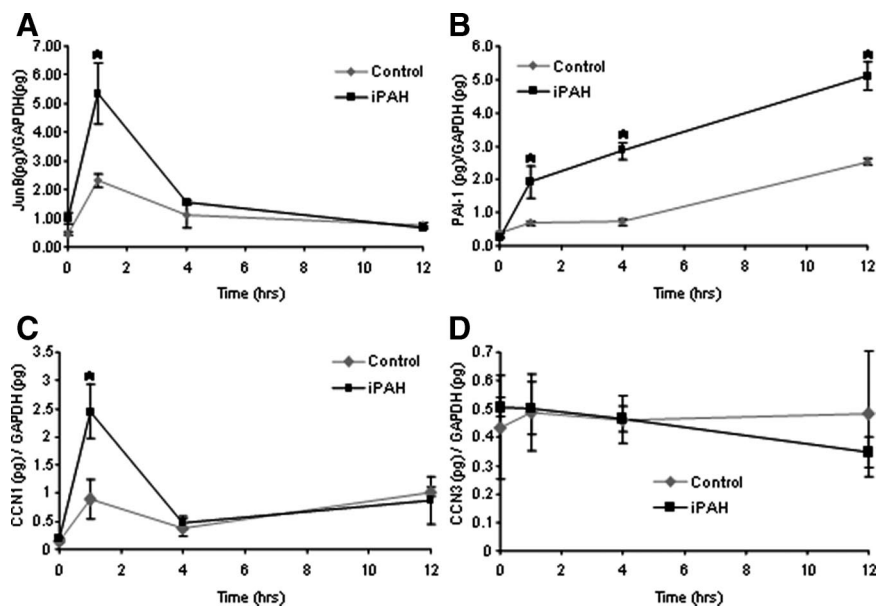 A
7.00
6.00
5.00
4.00
3.00
2.00
1.00
0.00
JunB(pg)/GAPDH(pg)
0 2 4 6 8 10 12
Time (hrs)
Control
iPAH
B
6.0
5.0
4.0
3.0
2.0
1.0
0.0
PAI-1 (pg)/GAPDH(pg)
0 2 4 6 8 10 12
Time (hrs)
Control
iPAH
C
3.5
3
2.5
2
1.5
1
0.5
0
CCN1 (pg) / GAPDH (pg)
0 2 4 6 8 10 12
Time (hrs)
Control
iPAH
D
0.7
0.6
0.5
0.4
0.3
0.2
0.1
0
CCN3 (pg) / GAPDH (pg)
0 2 4 6 8 10 12
Time (hrs)
Control
iPAH